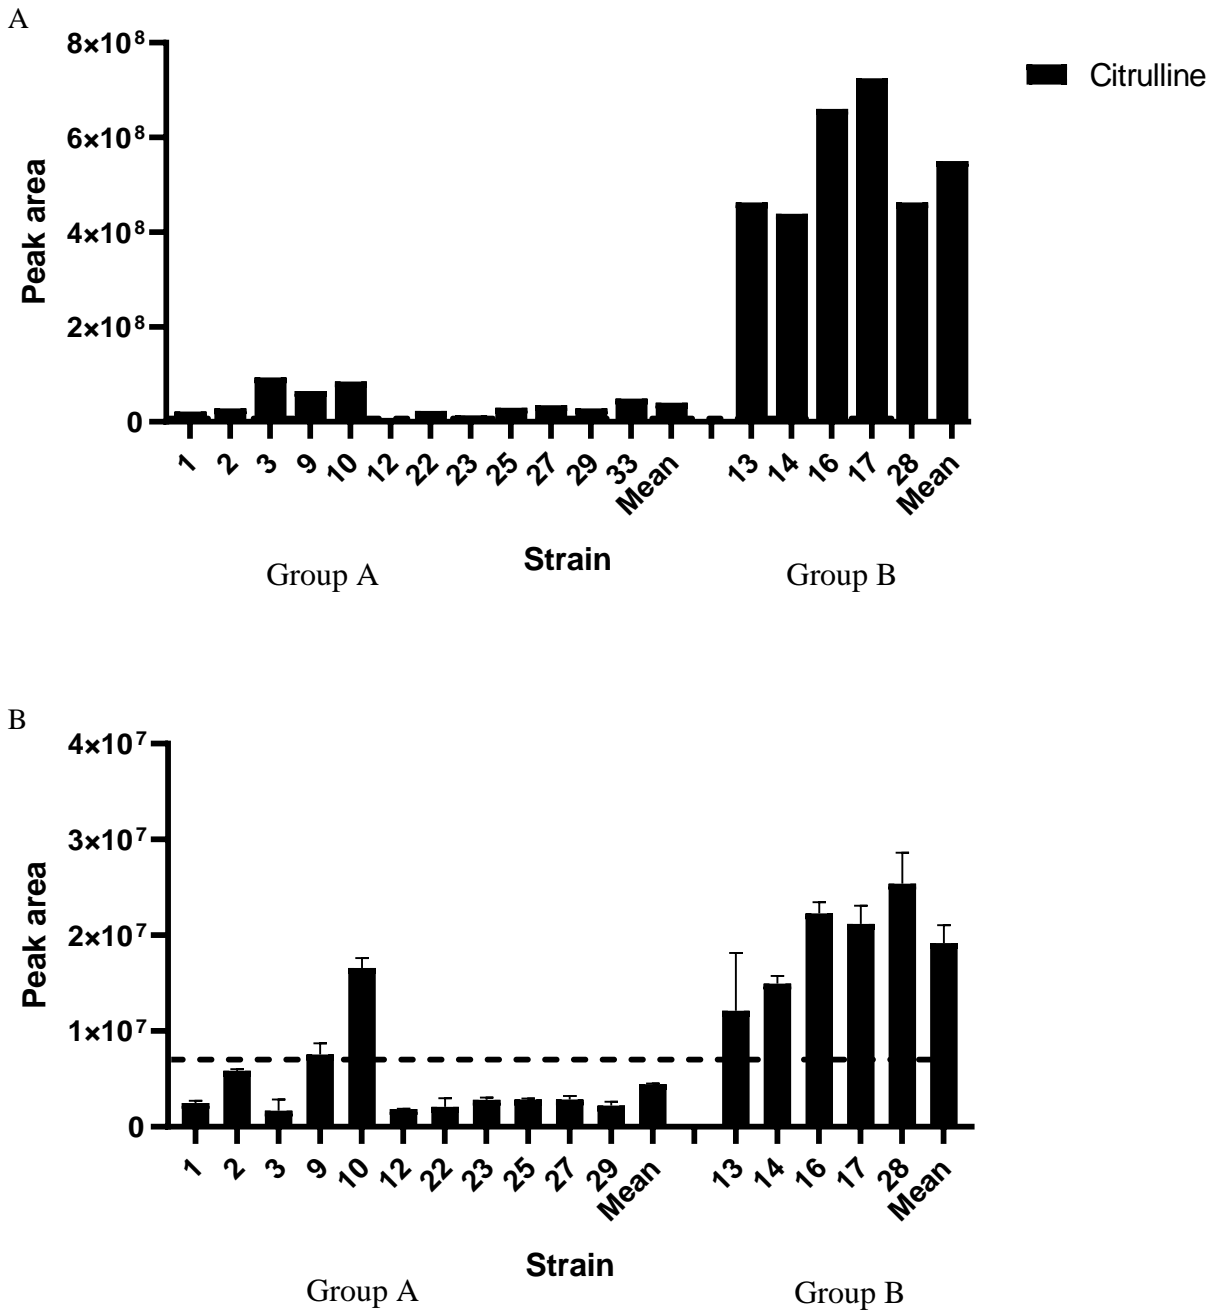 A
8×10⁸
6×10⁸
4×10⁸
2×10⁸
0
Peak area
Citrulline
1 2 3 9 10 12 22 23 25 27 29 33 Mean 13 14 16 17 28 Mean
Strain
Group A Group B
B
4×10⁷
3×10⁷
2×10⁷
1×10⁷
0
Peak area
1 2 3 9 10 12 22 23 25 27 29 Mean 13 14 16 17 28 Mean
Strain
Group A Group B